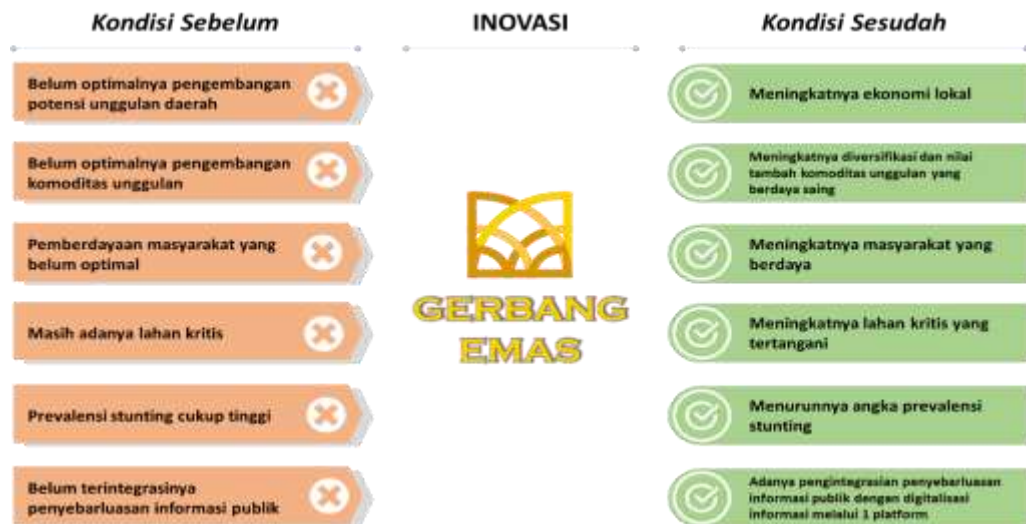 Kondisi Sebelum
INOVASI
Kondisi Sesudah
Belum optimalnya pengembangan
potensi unggulan daerah
Meningkatnya ekonomi lokal
Belum optimalnya pengembangan
komoditas unggulan
Meningkatnya diversifikasi dan nilai
tambah komoditas unggulan yang
berdaya saing
Pemberdayaan masyarakat yang
belum optimal
Meningkatnya masyarakat yang
berdaya
GERBANG
EMAS
Masih adanya lahan kritis
Meningkatnya lahan kritis yang
tertangani
Prevalensi stunting cukup tinggi
Menurunnya angka prevalensi
stunting
Belum terintegrasinya
penyebarluasan informasi publik
Adanya pengintegrasian penyebarluasan
informasi publik dengan digitalisasi
informasi melalui 1 platform